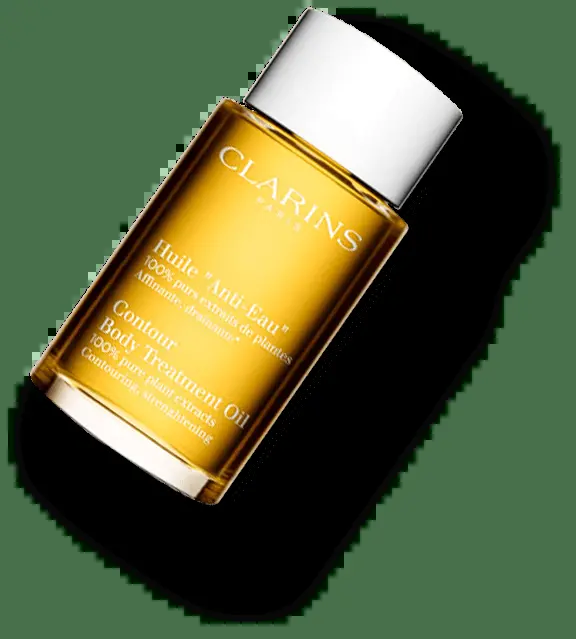 CLARINS
PARIS
Huile "Anti-Eau"
100% purs extraits de plantes
Affinante, drainante"
Contour
Body Treatment Oil
100% pure plant extracts
Contouring, strenghtening